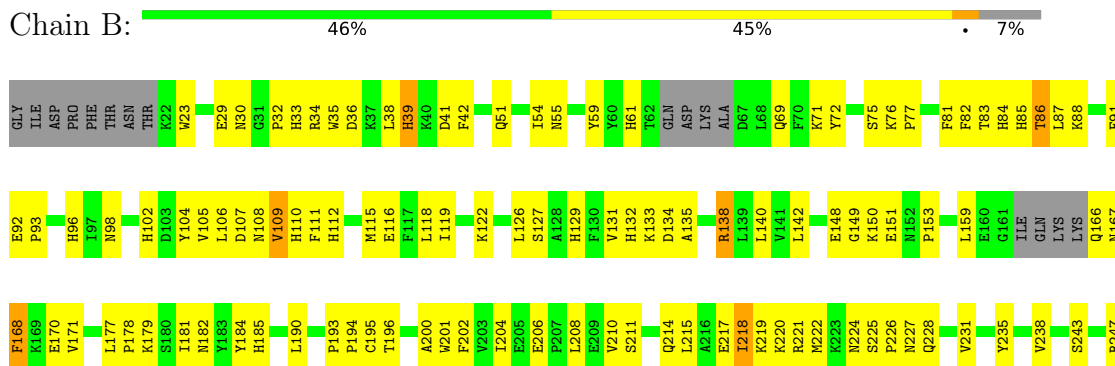 Chain B:
46% 45% • 7%
GLY ILE ASP PRO PHE THR ASN THR K22 W23 E29 N30 G31 P32 H33 R34 W35 D36 K37 L38 H39 K40 D41 F42 Q51 I54 N55 Y59 Y60 H61 T62 GLN ASP LYS ALA D67 L68 Q69 F70 K71 Y72 S75 K76 P77 F81 F82 T83 H84 H85 T86 L87 K88 E91
E92 P93 H96 I97 N98 H102 D103 Y104 V105 L106 D107 N108 V109 H110 F111 H112 M115 E116 F117 L118 I119 K122 L126 S127 A128 H129 F130 V131 H132 K133 D134 A135 R138 L139 L140 V141 L142 E148 G149 K150 E151 N152 P153 L159 E160 G161 ILE GLN LYS LYS Q166 N167
F168 K169 E170 V171 L177 P178 K179 S180 I181 N182 Y183 Y184 H185 L190 P193 P194 C195 T196 A200 W201 F202 V203 I204 E205 E206 P207 L208 E209 V210 S211 Q214 L215 A216 E217 I218 K219 K220 R221 M222 K223 N224 S225 P226 N227 Q228 V231 Y235 V238 S243